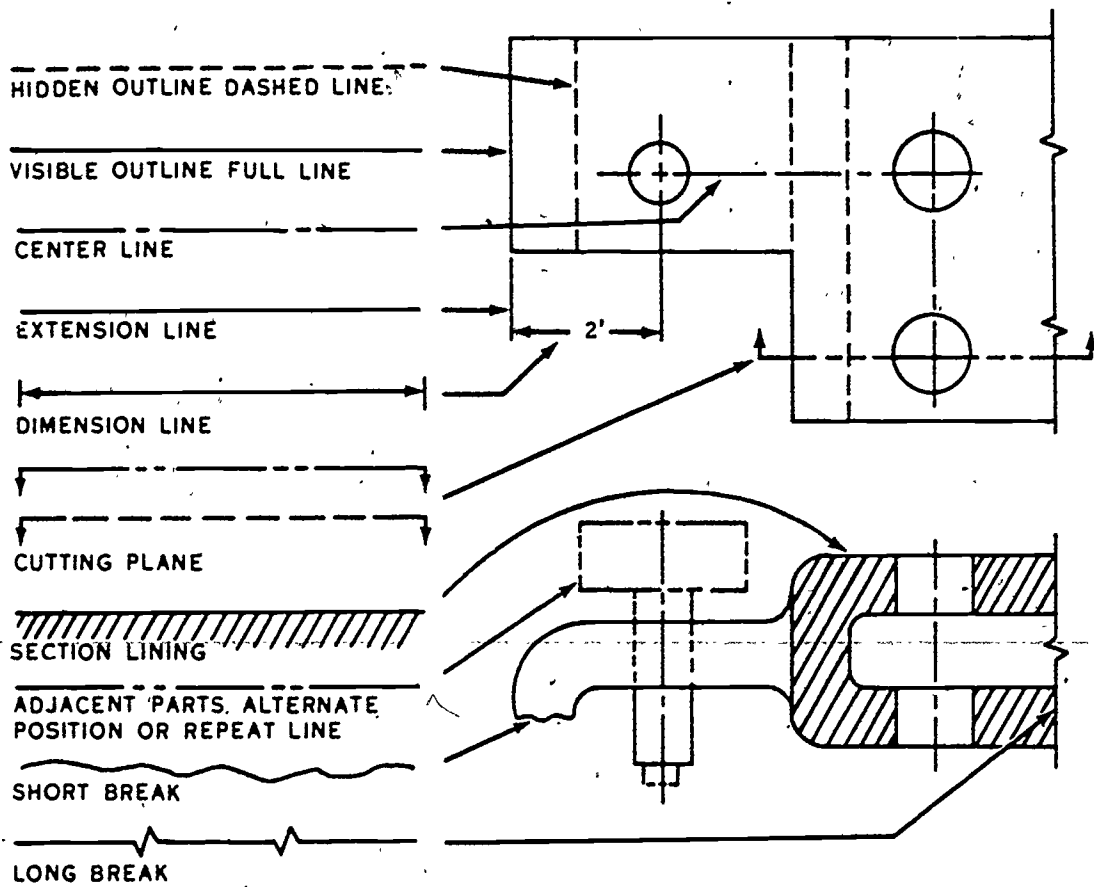 HIDDEN OUTLINE DASHED LINE
VISIBLE OUTLINE FULL LINE
CENTER LINE
EXTENSION LINE
2'
DIMENSION LINE
CUTTING PLANE
SECTION LINING
ADJACENT PARTS, ALTERNATE
POSITION OR REPEAT LINE
SHORT BREAK
LONG BREAK